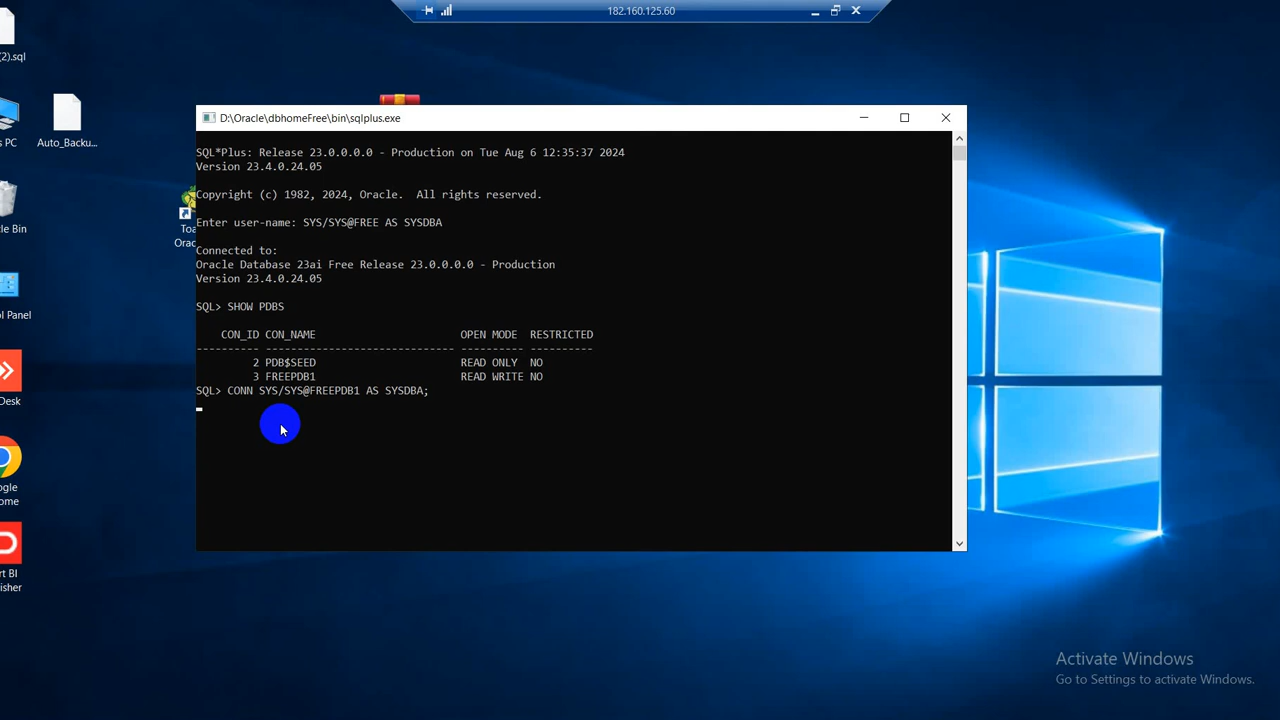 182.160.125.60
(2).sql
PC
Auto_Backu...
le Bin
Toa
Orac
l Panel
Desk
ogle
ome
rt BI
isher
D:\Oracle\dbhomeFree\bin\sqlplus.exe
SQL*Plus: Release 23.0.0.0.0 - Production on Tue Aug 6 12:35:37 2024
Version 23.4.0.24.05
Copyright (c) 1982, 2024, Oracle.  All rights reserved.
Enter user-name: SYS/SYS@FREE AS SYSDBA
Connected to:
Oracle Database 23ai Free Release 23.0.0.0.0 - Production
Version 23.4.0.24.05
SQL> SHOW PDBS
CON_ID CON_NAME OPEN MODE RESTRICTED
---------- ------------------------------ ---------- ----------
2 PDB$SEED READ ONLY NO
3 FREEPDB1 READ WRITE NO
SQL> CONN SYS/SYS@FREEPDB1 AS SYSDBA;
Activate Windows
Go to Settings to activate Windows.